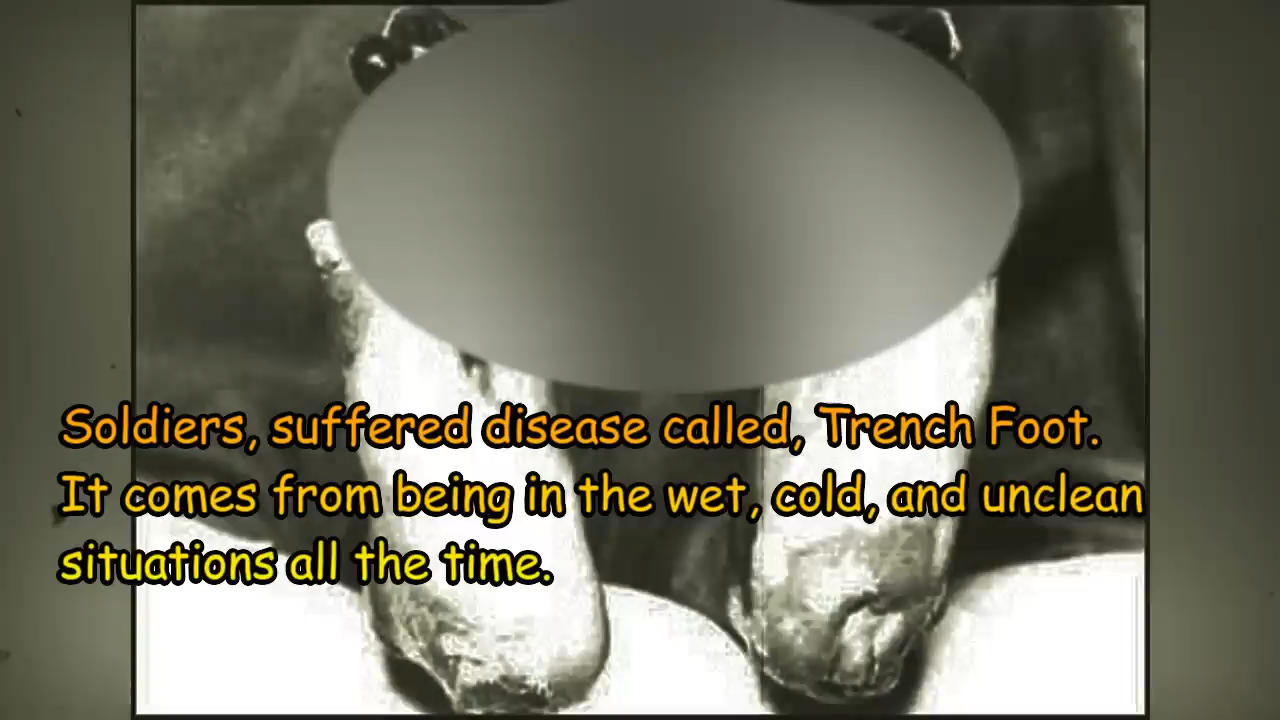 Soldiers, suffered disease called, Trench Foot.
It comes from being in the wet, cold, and unclean
situations all the time.